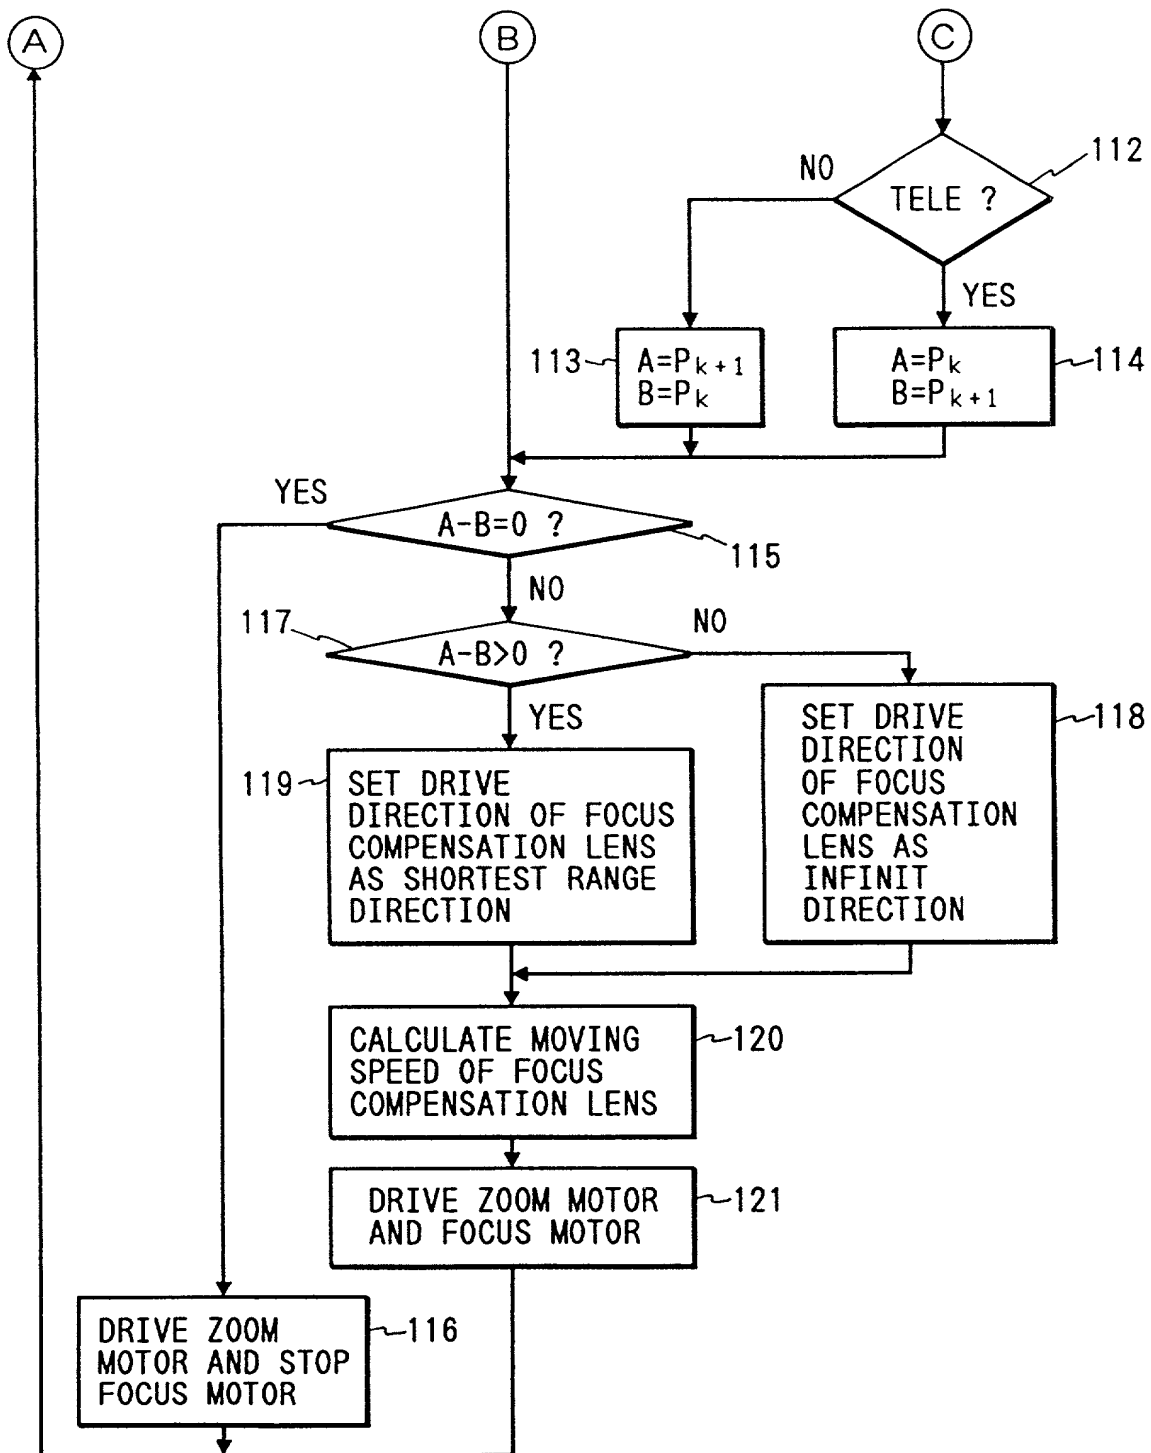 A
B
C
NO
TELE ?
112
YES
113
A=Pk+1
B=Pk
A=Pk
B=Pk+1
114
YES
A-B=0 ?
115
NO
117
A-B>0 ?
NO
YES
119
SET DRIVE
DIRECTION OF FOCUS
COMPENSATION LENS
AS SHORTEST RANGE
DIRECTION
SET DRIVE
DIRECTION
OF FOCUS
COMPENSATION
LENS AS
INFINIT
DIRECTION
118
CALCULATE MOVING
SPEED OF FOCUS
COMPENSATION LENS
120
DRIVE ZOOM MOTOR
AND FOCUS MOTOR
121
DRIVE ZOOM
MOTOR AND STOP
FOCUS MOTOR
116